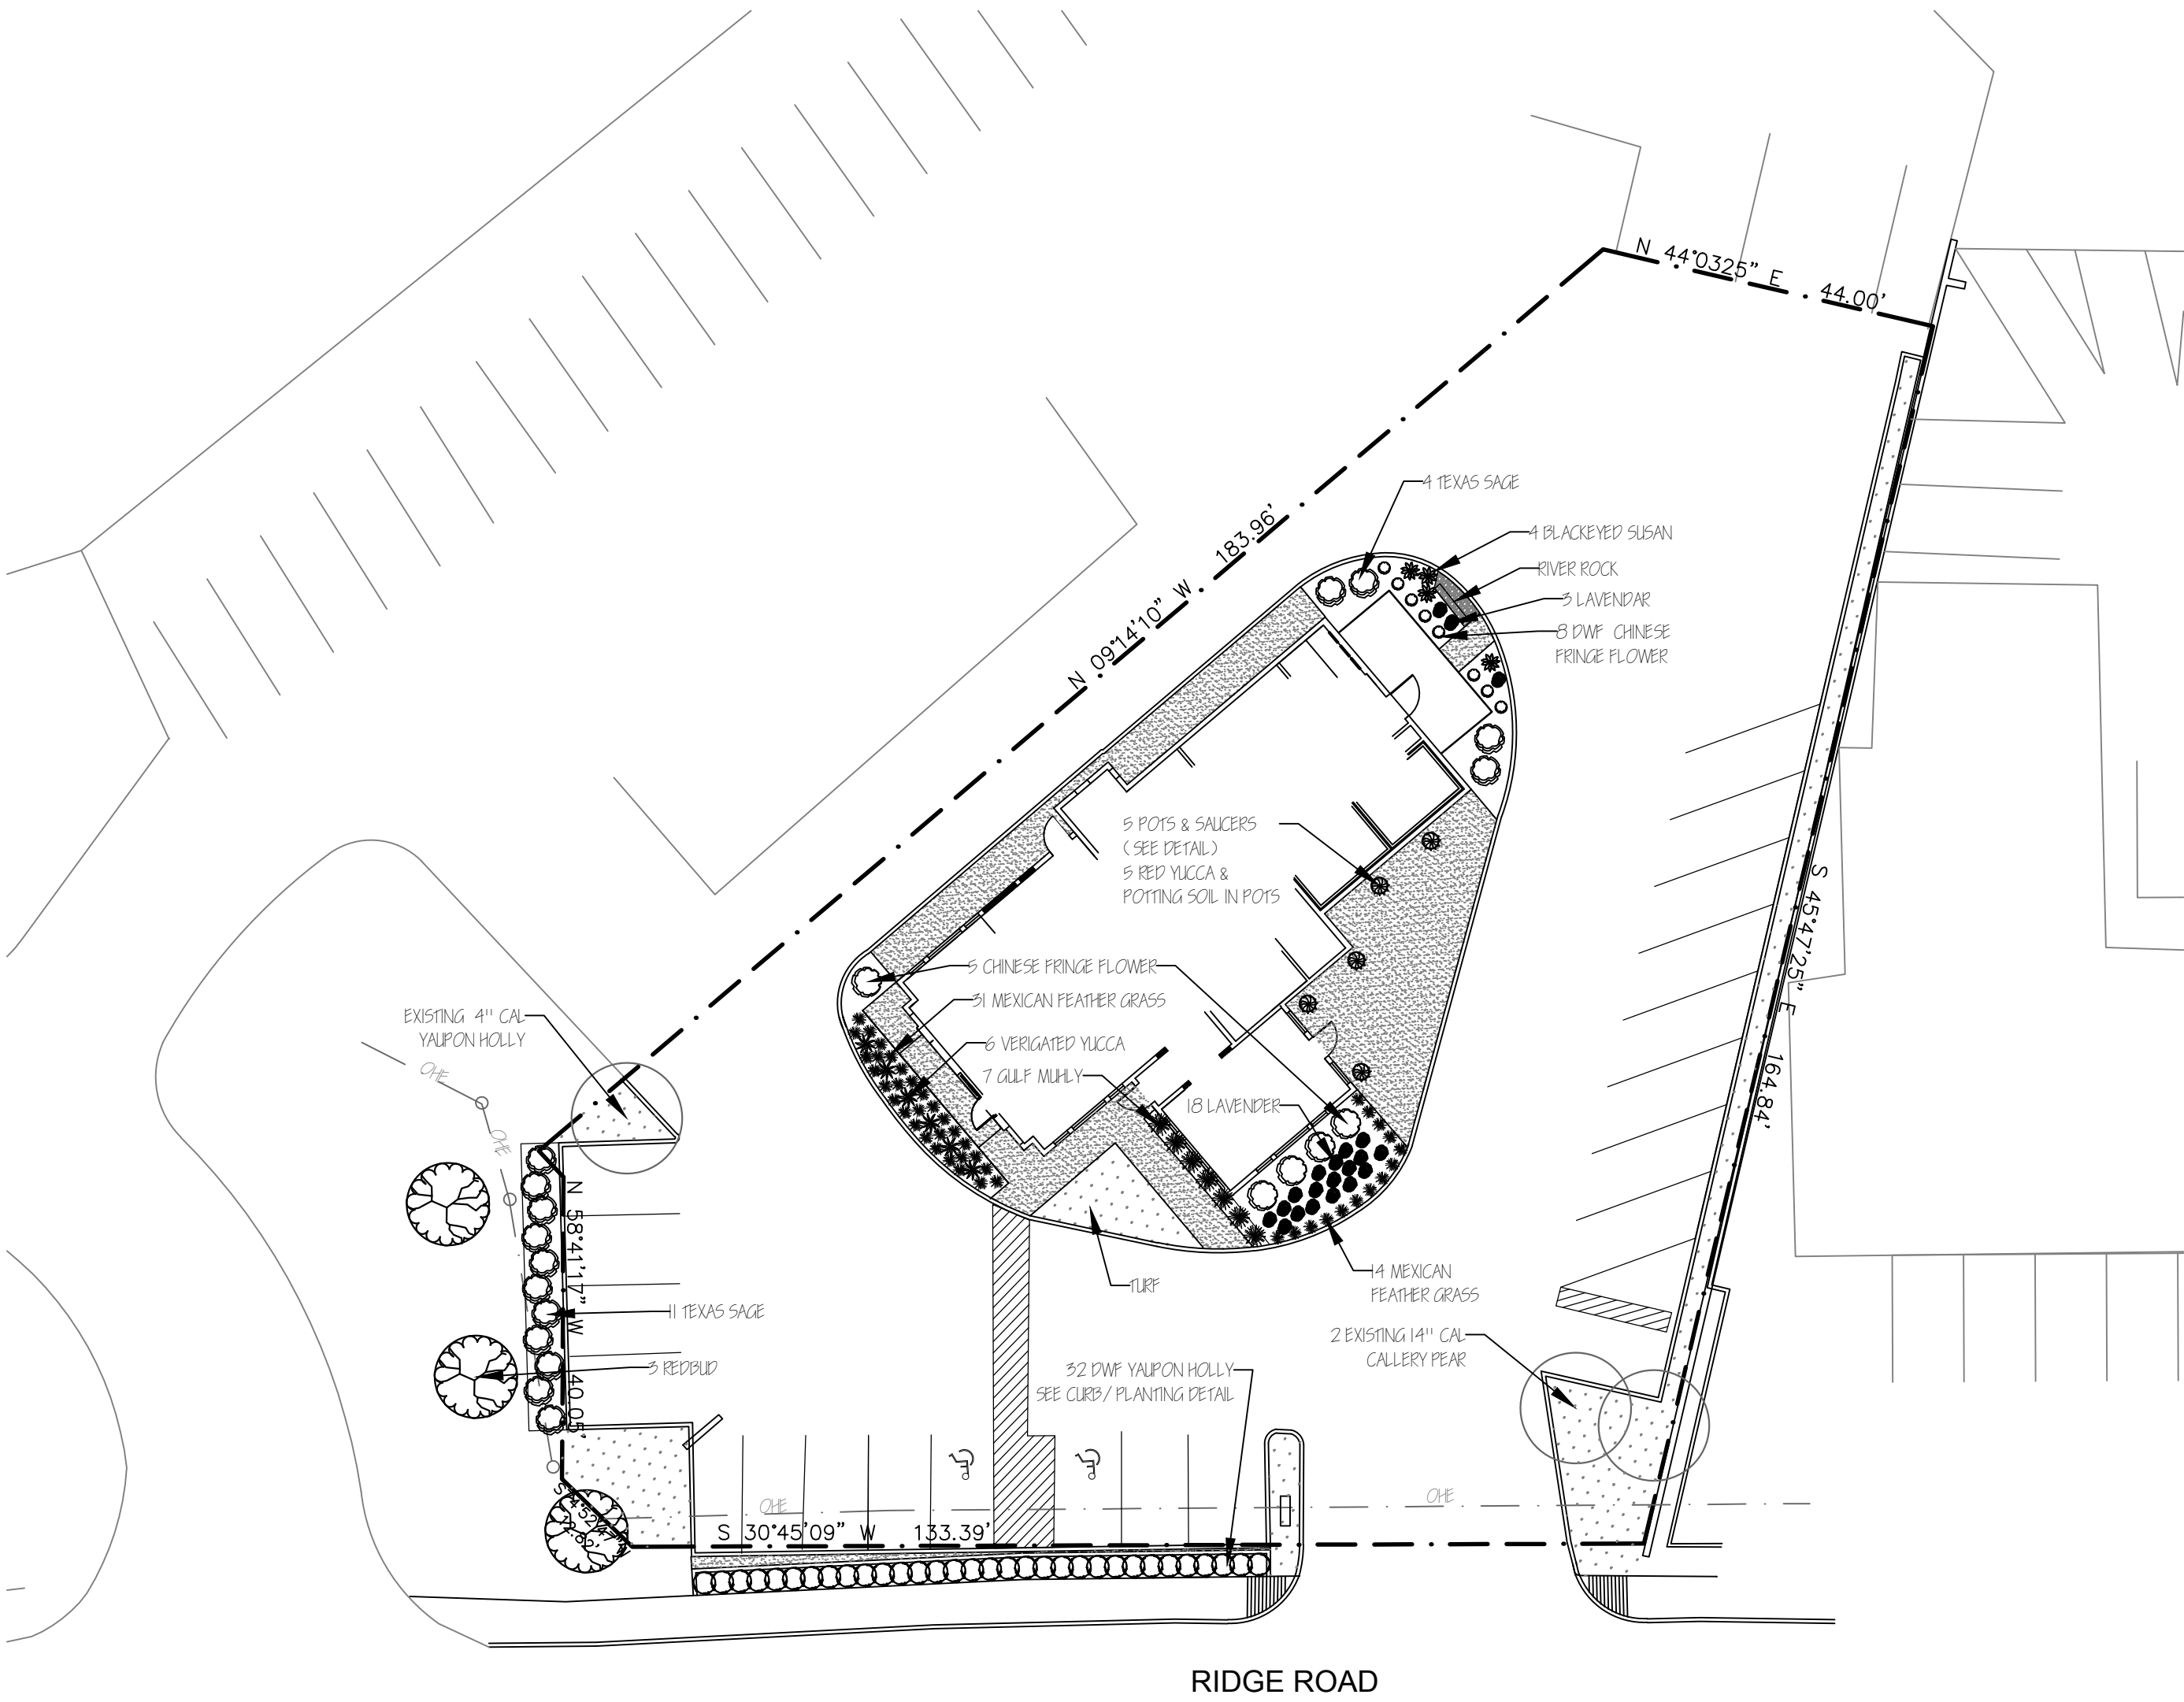 N 44°0325" E 44.00'
4 TEXAS SAGE
4 BLACKEYED SUSAN
RIVER ROCK
3 LAVENDAR
8 DWF CHINESE
FRINGE FLOWER
N 09°14'10" W 183.96'
5 POTS & SAUCERS
(SEE DETAIL)
5 RED YUCCA &
POTTING SOIL IN POTS
S 45°47'25" E 164.84'
5 CHINESE FRINGE FLOWER
31 MEXICAN FEATHER GRASS
EXISTING 4" CAL
YAUPON HOLLY
6 VERIGATED YUCCA
7 GULF MUHLY
18 LAVENDER
OHE
OHE
N 58°41'17" W 40.05'
TURF
14 MEXICAN
FEATHER GRASS
11 TEXAS SAGE
2 EXISTING 14" CAL
CALLERY PEAR
3 REDBUD
32 DWF YAUPON HOLLY
SEE CURB/ PLANTING DETAIL
OHE
OHE
S 30°45'09" W 133.39'
RIDGE ROAD